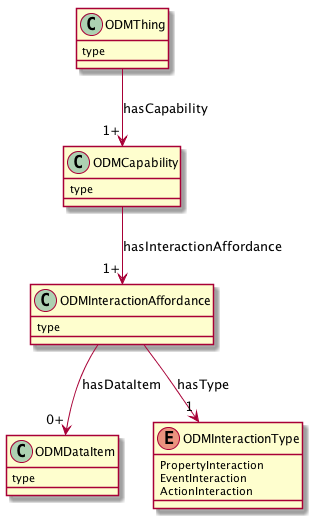 C ODMThing
type
hasCapability
1+
C ODMCapability
type
hasInteractionAffordance
1+
C ODMInteractionAffordance
type
hasDataItem
hasType
0+
1
C ODMDataItem
type
E ODMInteractionType
PropertyInteraction
EventInteraction
ActionInteraction